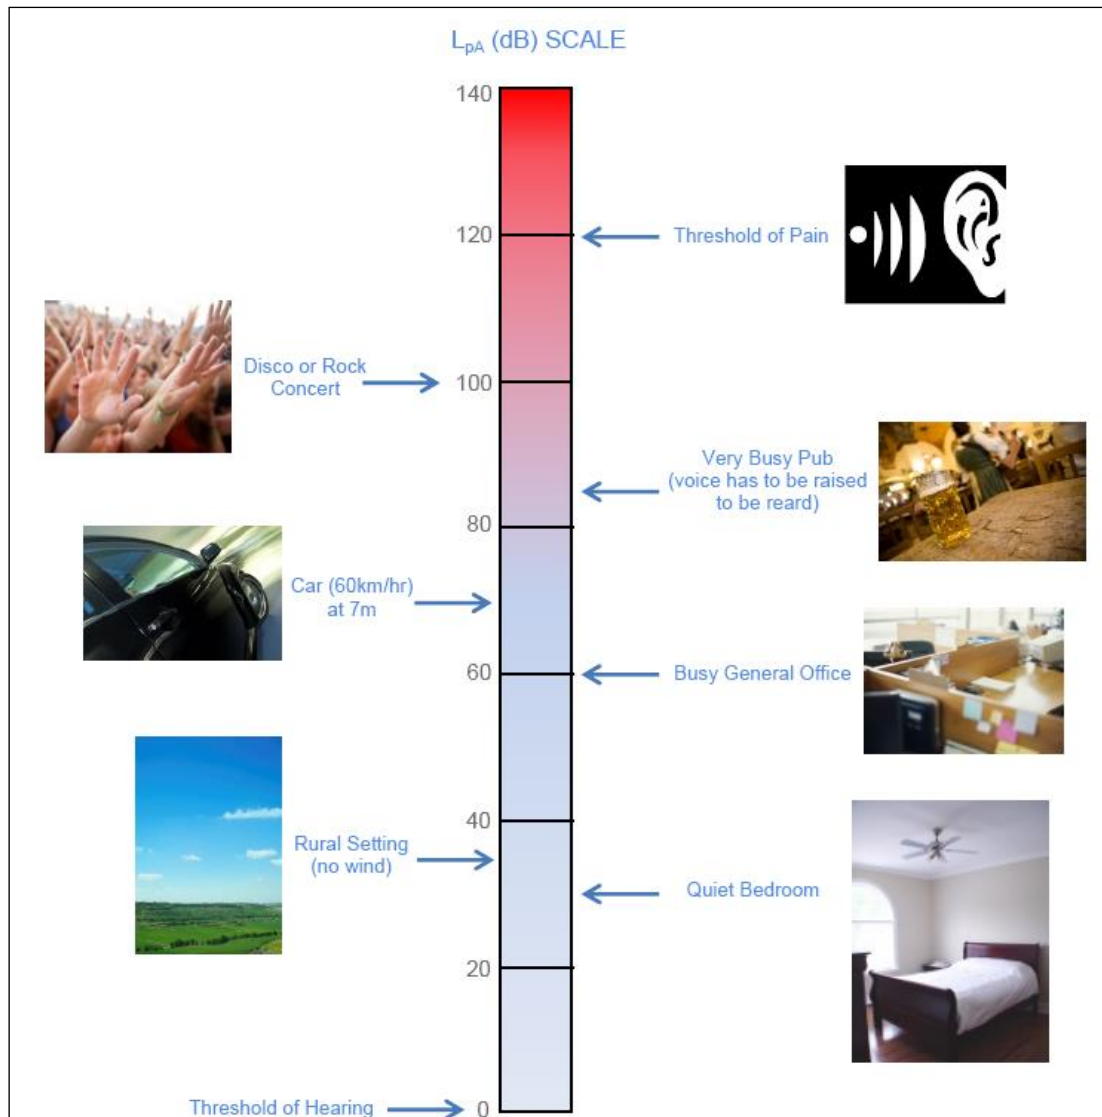 LpA (dB) SCALE
140
120
Threshold of Pain
Disco or Rock
Concert
100
Very Busy Pub
(voice has to be raised
to be reard)
80
Car (60km/hr)
at 7m
60
Busy General Office
40
Rural Setting
(no wind)
Quiet Bedroom
20
Threshold of Hearing
0